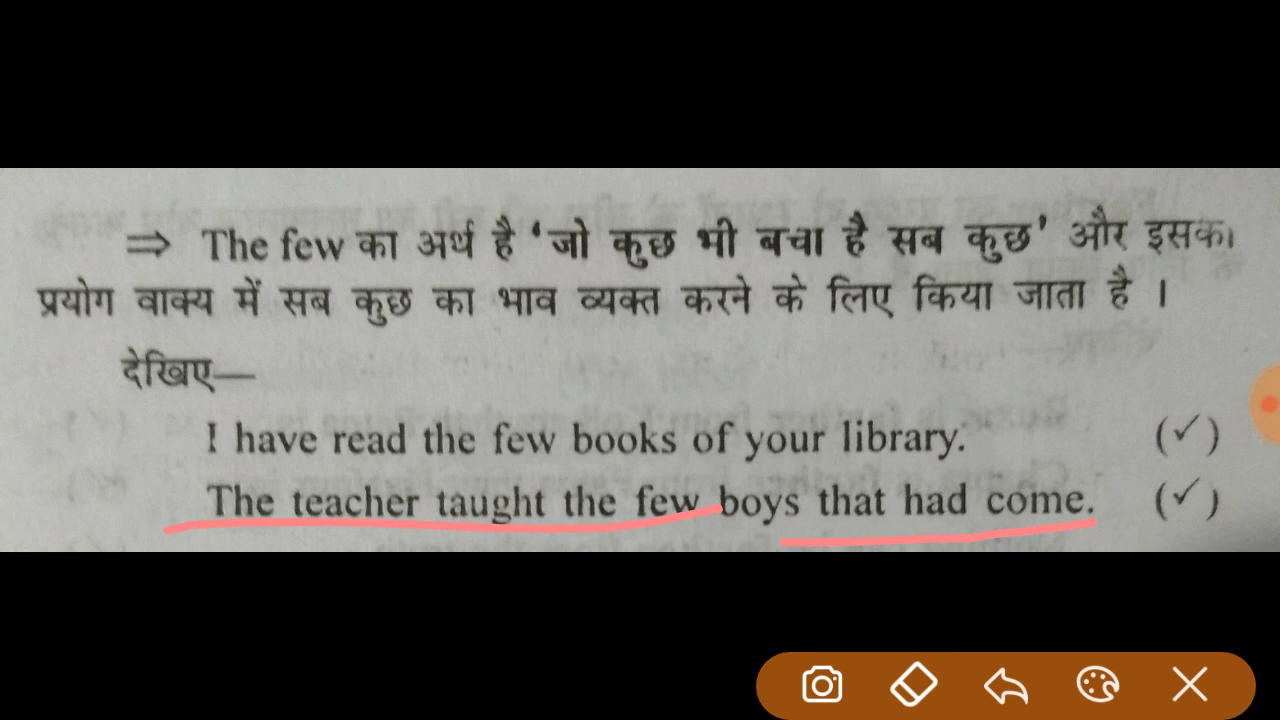 ⇒ The few का अर्थ है ‘जो कुछ भी बचा है सब कुछ’ और इसका
प्रयोग वाक्य में सब कुछ का भाव व्यक्त करने के लिए किया जाता है ।
देखिए—
I have read the few books of your library. (✓)
The teacher taught the few boys that had come. (✓)